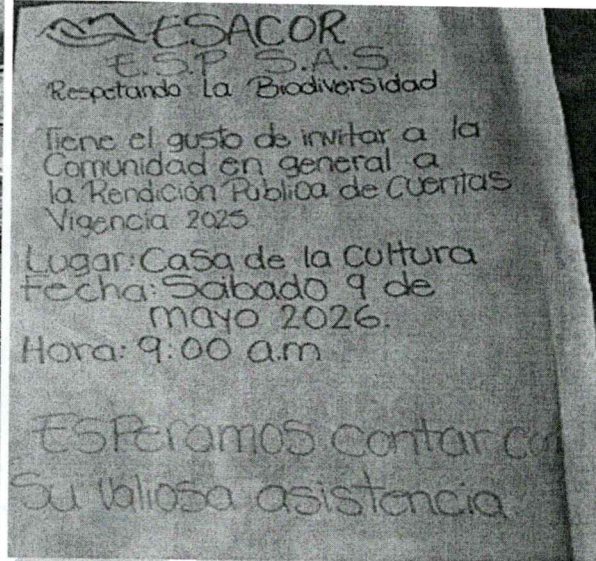 ESACOR
E.S.P S.A.S
Respetando La Biodiversidad
Tiene el gusto de invitar a la
Comunidad en general a
la Rendición Pública de Cuentas
Vigencia 2025
Lugar: Casa de la Cultura
Fecha: Sábado 9 de
mayo 2026.
Hora: 9:00 a.m
Esperamos contar con
Su valiosa asistencia